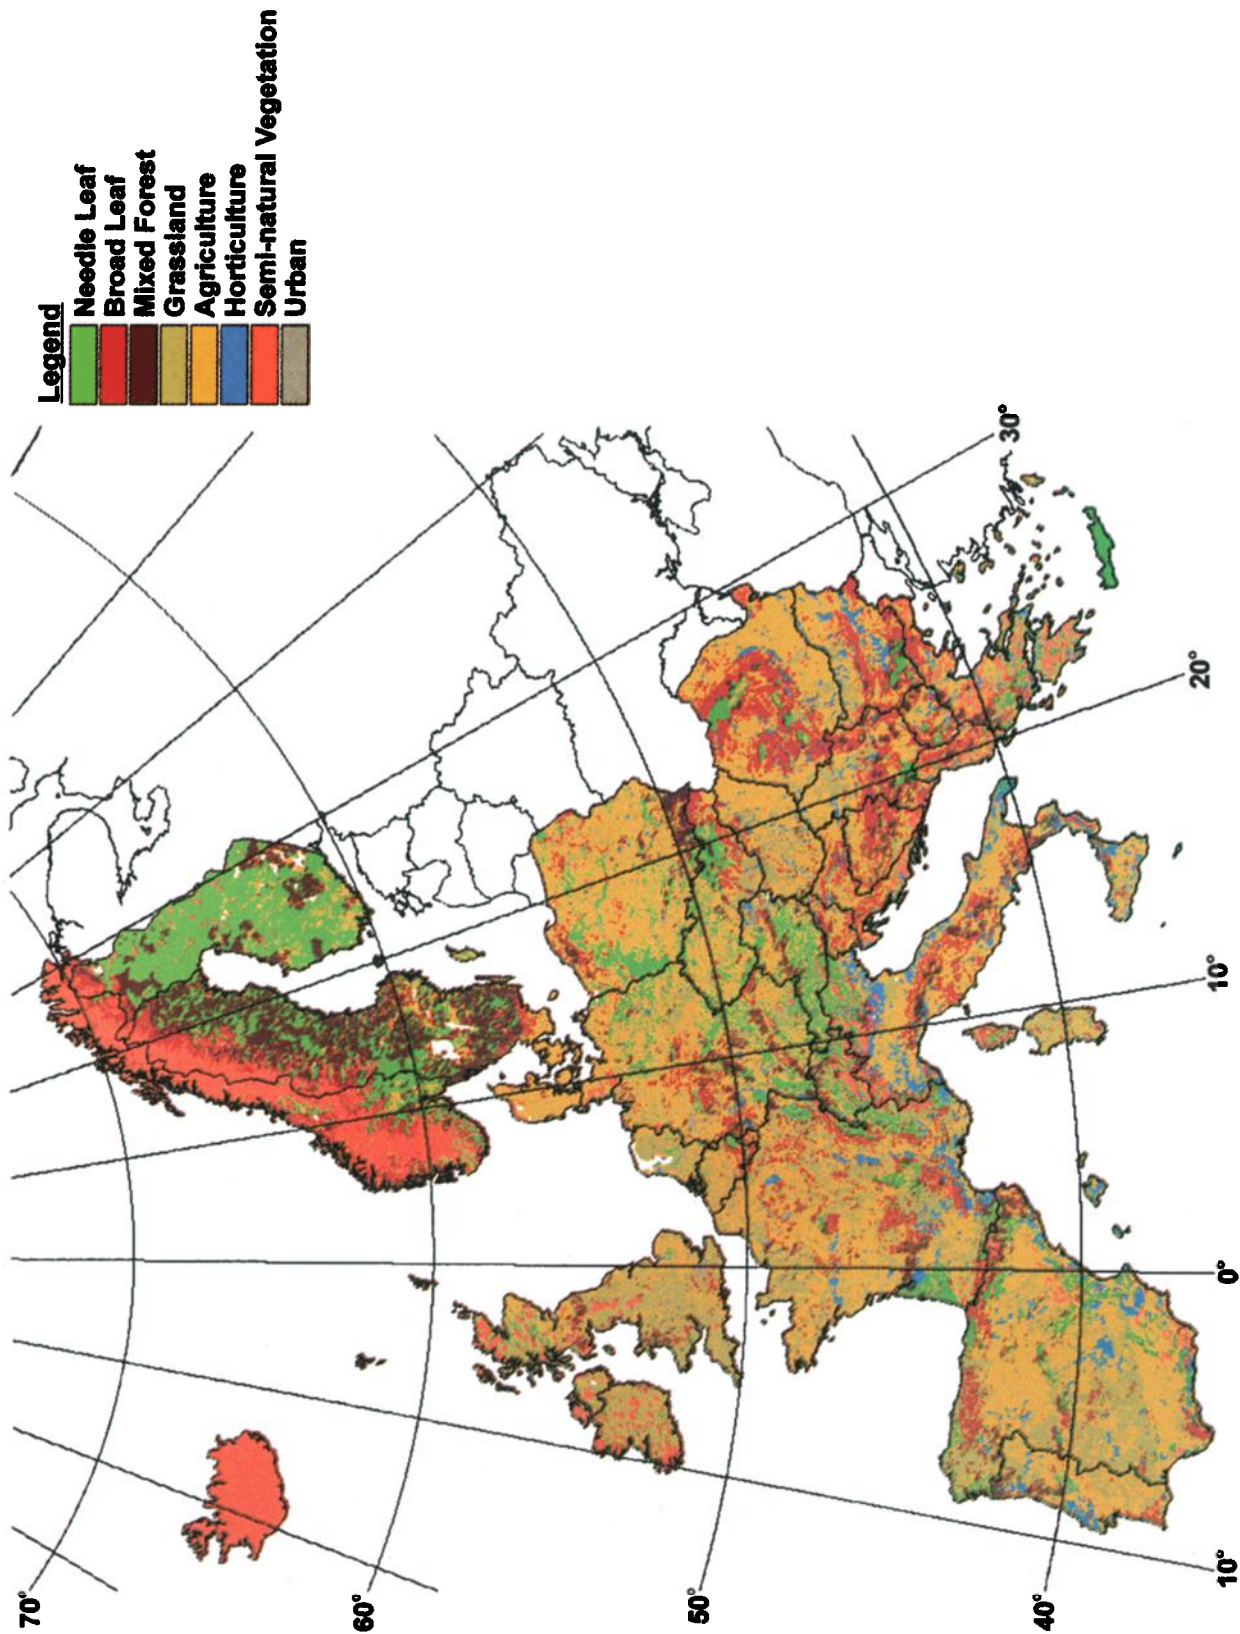 Legend
Needle Leaf
Broad Leaf
Mixed Forest
Grassland
Agriculture
Horticulture
Semi-natural Vegetation
Urban
70°
60°
50°
40°
10°
0°
10°
20°
30°